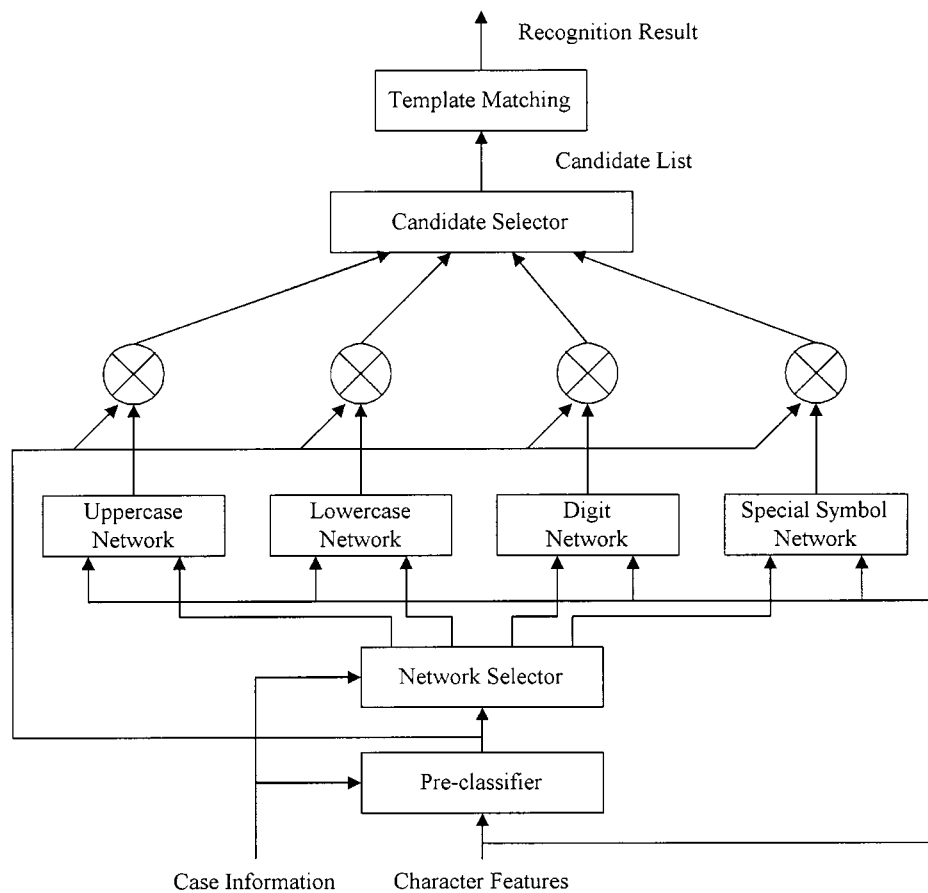 Recognition Result
Template Matching
Candidate List
Candidate Selector
Uppercase
Network
Lowercase
Network
Digit
Network
Special Symbol
Network
Network Selector
Pre-classifier
Case Information
Character Features